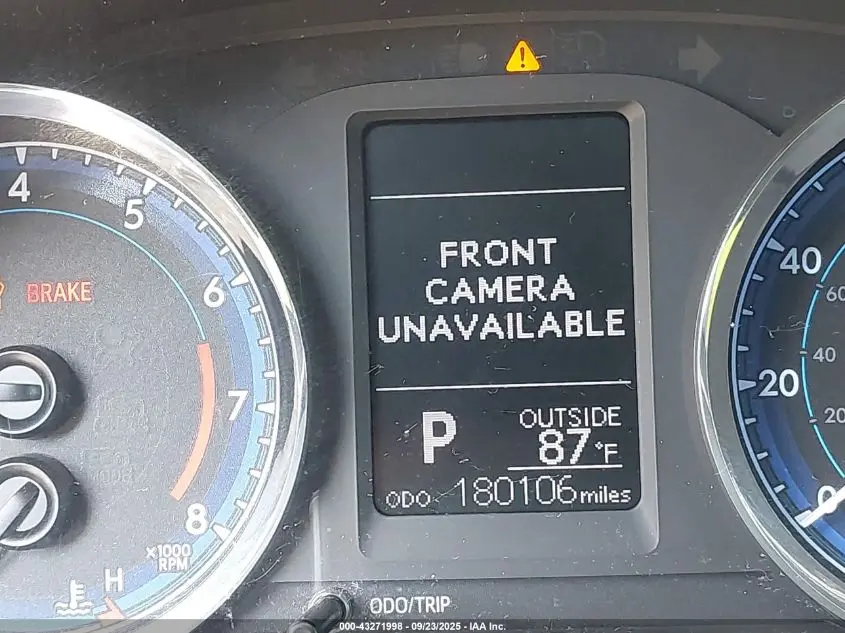 4
5
6
7
8
x1000
RPM
BRAKE
H
FRONT
CAMERA
UNAVAILABLE
P
OUTSIDE
87°F
ODO 180106 miles
ODO/TRIP
40
20
0
60
40
20
000-43271998 - 09/23/2025 - IAA Inc.